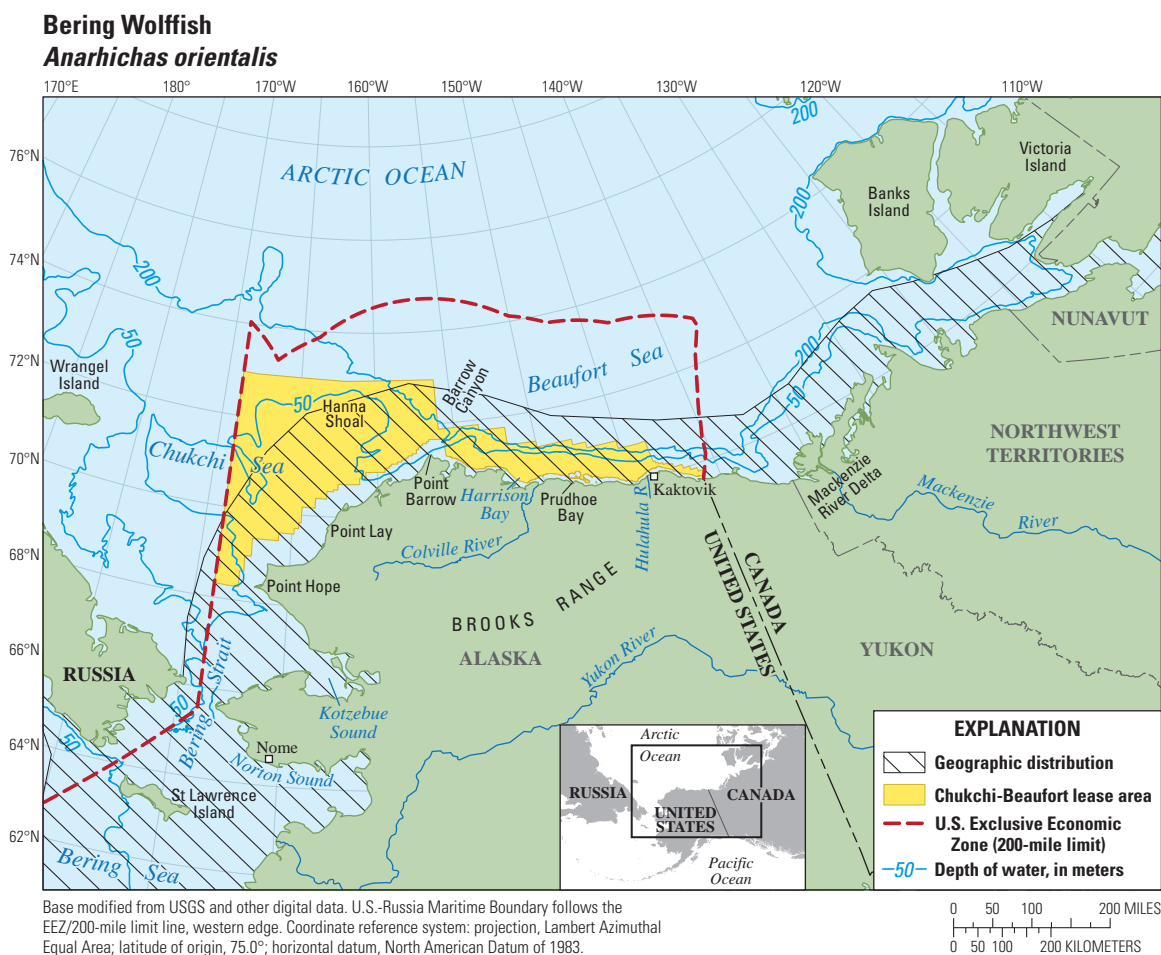 Bering Wolffish
Anarhichas orientalis
170°E
180°
170°W
160°W
150°W
140°W
130°W
120°W
110°W
76°N
74°N
72°N
70°N
68°N
66°N
64°N
62°N
ARCTIC OCEAN
200
200
200
Victoria
Island
Banks
Island
NUNAVUT
50
Wrangel
Island
Beaufort Sea
200
50
Barrow
Canyon
50
Hanna
Shoal
Chukchi Sea
NORTHWEST
TERRITORIES
Mackenzie
River Delta
Mackenzie
River
Point
Barrow
Harrison
Bay
Prudhoe
Bay
Hulahula R.
Kaktovik
Point Lay
Colville River
Point Hope
BROOKS RANGE
CANADA
UNITED STATES
ALASKA
YUKON
Yukon River
RUSSIA
Bering Strait
50
50
Kotzebue
Sound
Nome
Norton Sound
St Lawrence
Island
Bering Sea
Arctic
Ocean
RUSSIA
CANADA
UNITED
STATES
Pacific
Ocean
EXPLANATION
Geographic distribution
Chukchi-Beaufort lease area
U.S. Exclusive Economic
Zone (200-mile limit)
50 Depth of water, in meters
0 50 100 200 MILES
0 50 100 200 KILOMETERS
Base modified from USGS and other digital data. U.S.-Russia Maritime Boundary follows the
EEZ/200-mile limit line, western edge. Coordinate reference system: projection, Lambert Azimuthal
Equal Area; latitude of origin, 75.0°; horizontal datum, North American Datum of 1983.